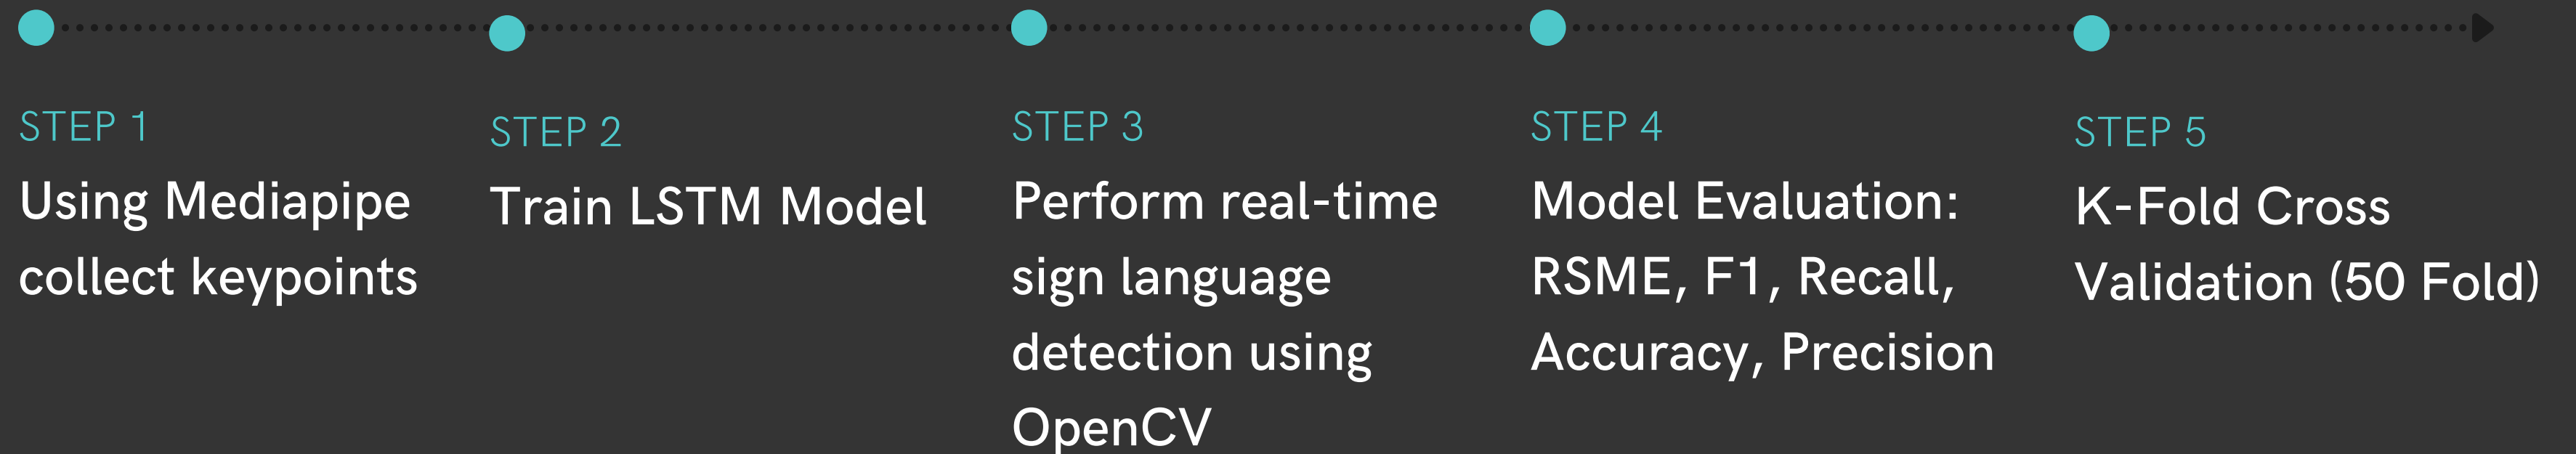 STEP 1
Using Mediapipe
collect keypoints
STEP 2
Train LSTM Model
STEP 3
Perform real-time
sign language
detection using
OpenCV
STEP 4
Model Evaluation:
RSME, F1, Recall,
Accuracy, Precision
STEP 5
K-Fold Cross
Validation (50 Fold)